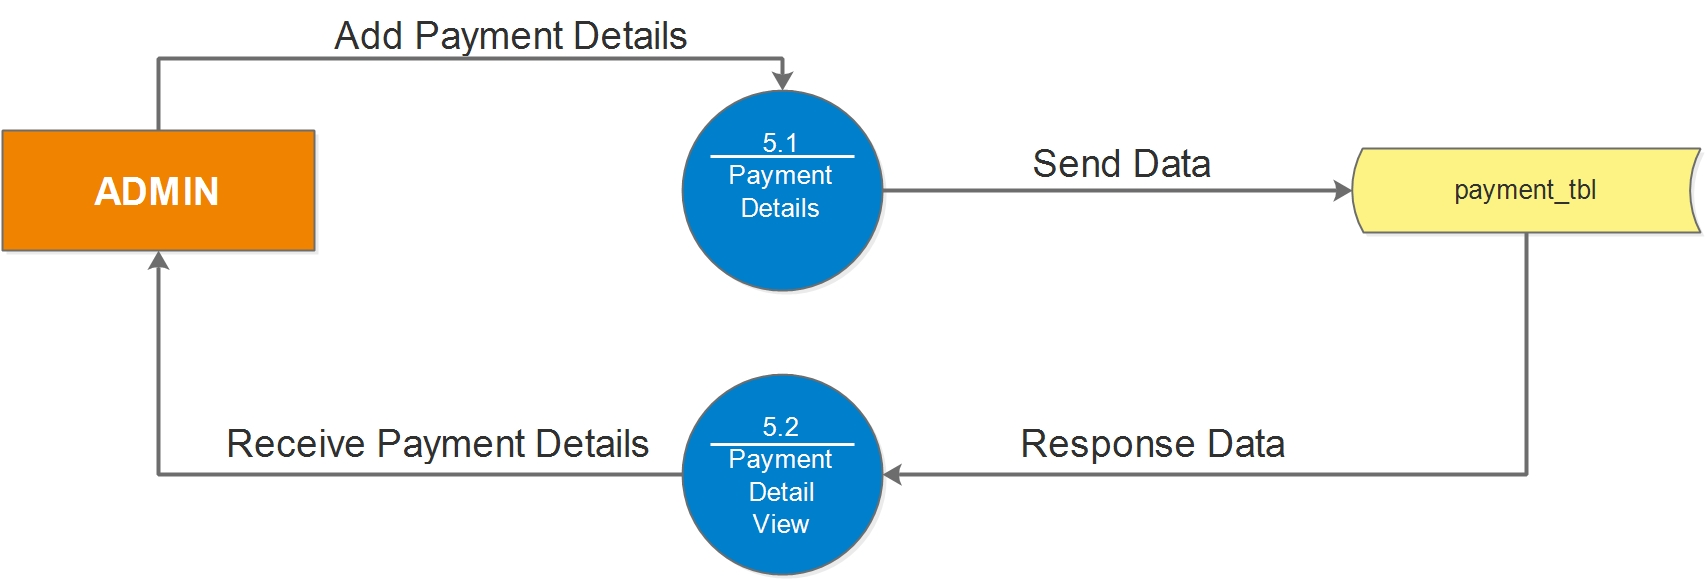 Add Payment Details
ADMIN
5.1
Payment
Details
Send Data
payment_tbl
Receive Payment Details
5.2
Payment
Detail
View
Response Data